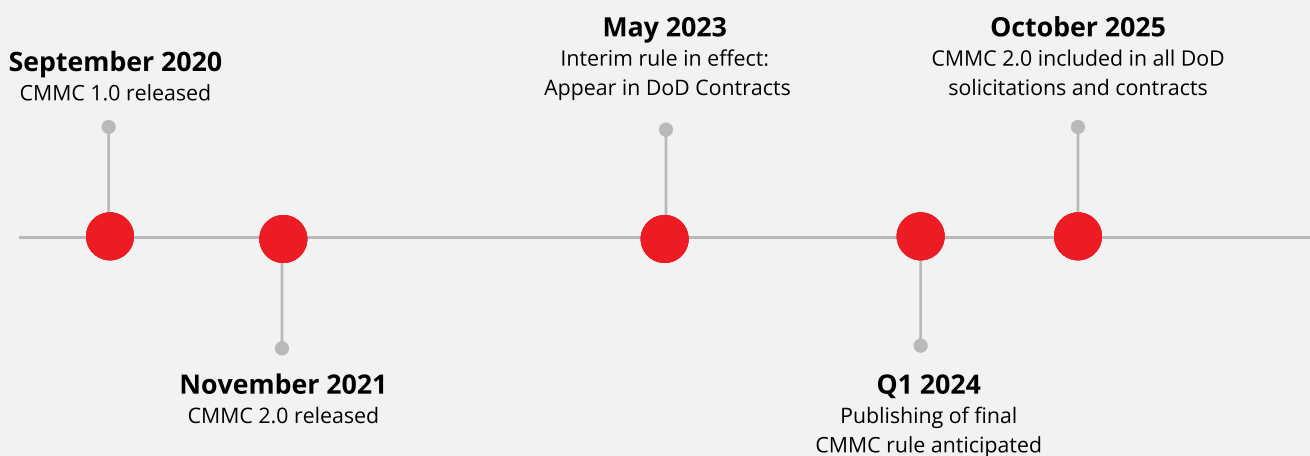 September 2020
CMMC 1.0 released
November 2021
CMMC 2.0 released
May 2023
Interim rule in effect:
Appear in DoD Contracts
Q1 2024
Publishing of final
CMMC rule anticipated
October 2025
CMMC 2.0 included in all DoD
solicitations and contracts